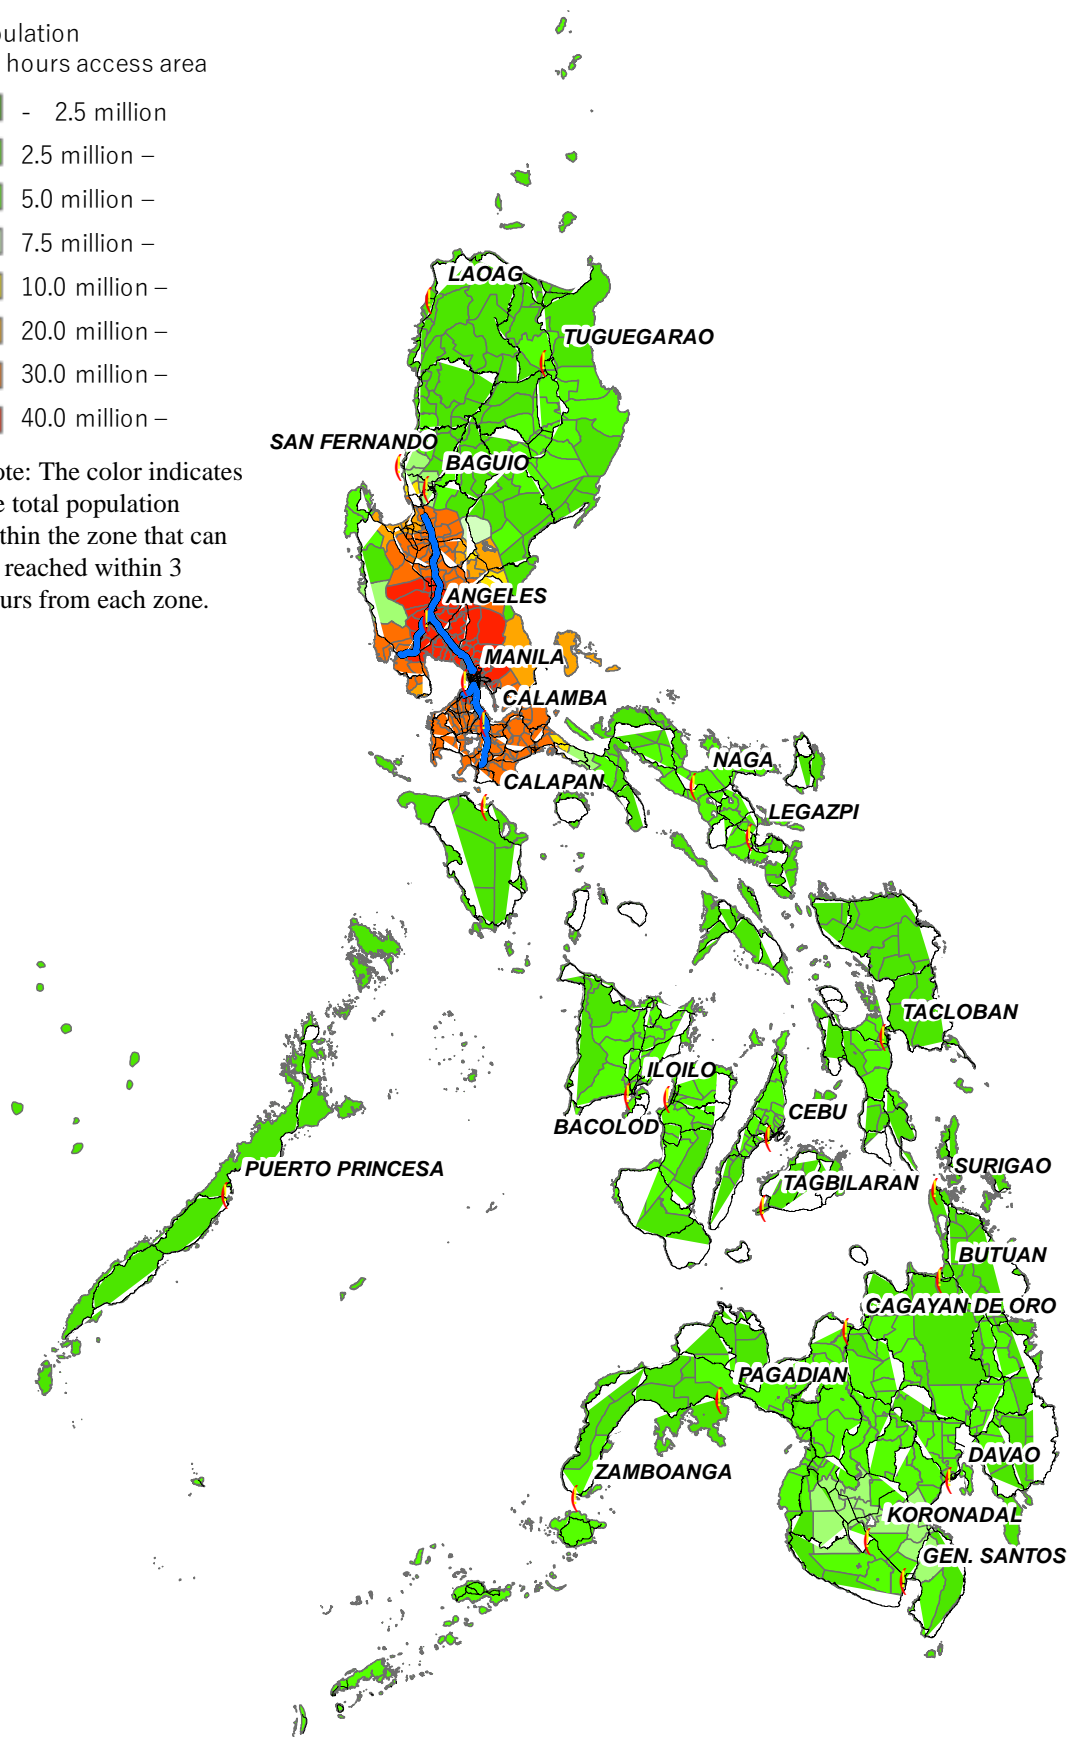 ulation
hours access area
- 2.5 million
2.5 million –
5.0 million –
7.5 million –
10.0 million –
20.0 million –
30.0 million –
40.0 million –
ote: The color indicates
e total population
thin the zone that can
reached within 3
urs from each zone.
LAOAG
TUGUEGARAO
SAN FERNANDO
BAGUIO
ANGELES
MANILA
CALAMBA
NAGA
CALAPAN
LEGAZPI
TACLOBAN
ILOILO
CEBU
BACOLOD
PUERTO PRINCESA
SURIGAO
TAGBILARAN
BUTUAN
CAGAYAN DE ORO
PAGADIAN
DAVAO
ZAMBOANGA
KORONADAL
GEN. SANTOS